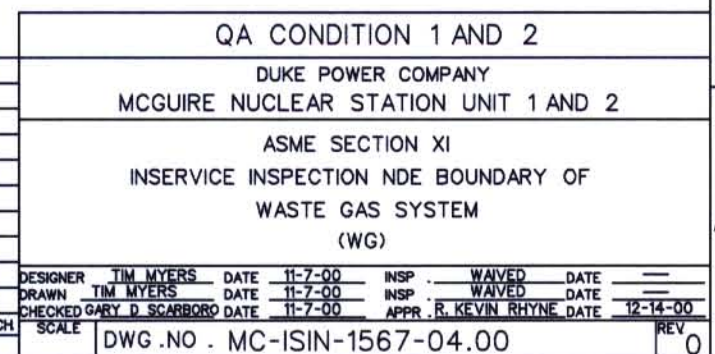 QA CONDITION 1 AND 2
DUKE POWER COMPANY
MCGUIRE NUCLEAR STATION UNIT 1 AND 2
ASME SECTION XI
INSERVICE INSPECTION NDE BOUNDARY OF
WASTE GAS SYSTEM
(WG)
DESIGNER TIM MYERS DATE 11-7-00 INSP . WAIVED DATE —
DRAWN TIM MYERS DATE 11-7-00 INSP . WAIVED DATE —
CHECKED GARY D SCARBORO DATE 11-7-00 APPR . R. KEVIN RHYNE DATE 12-14-00
CH SCALE DWG .NO . MC-ISIN-1567-04.00 REV 0